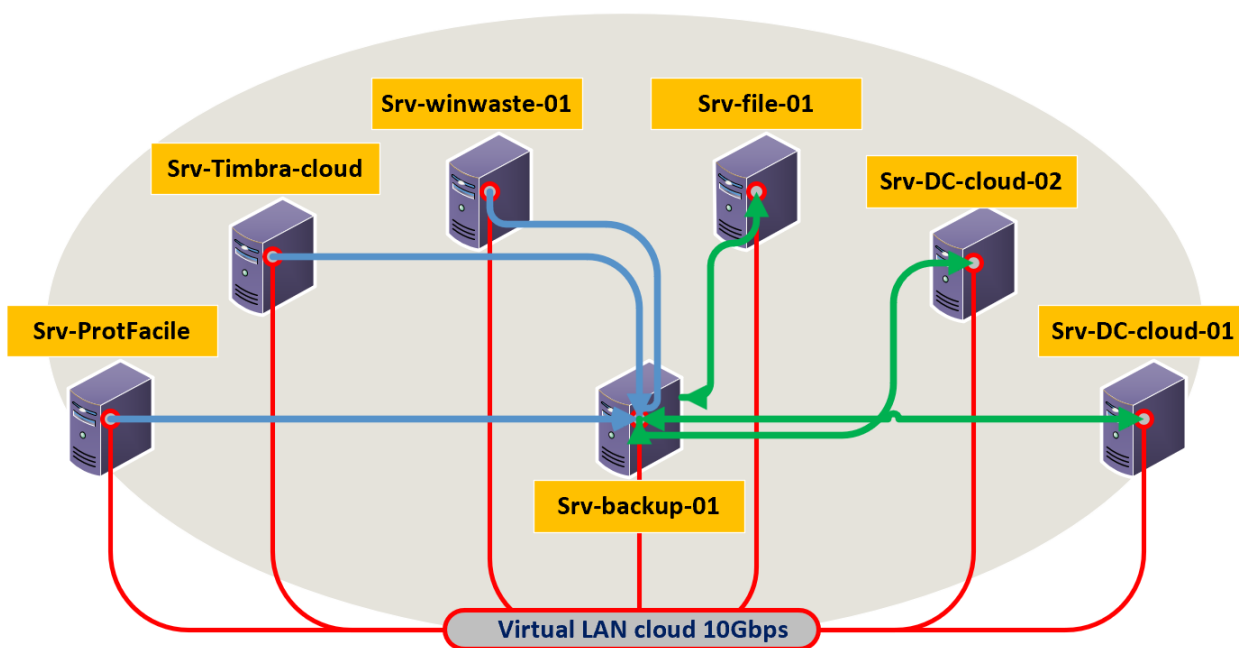 Srv-winwaste-01
Srv-file-01
Srv-Timbra-cloud
Srv-DC-cloud-02
Srv-ProtFacile
Srv-DC-cloud-01
Srv-backup-01
Virtual LAN cloud 10Gbps